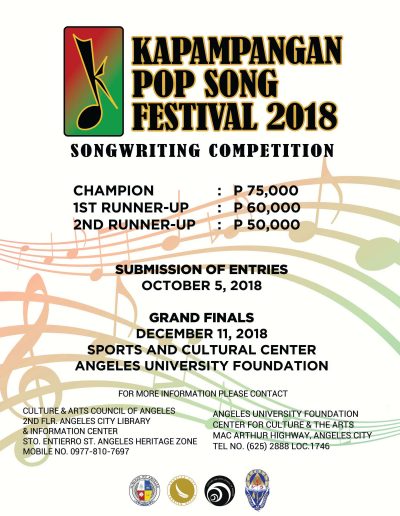 KAPAMPANGAN
POP SONG
FESTIVAL 2018
SONGWRITING COMPETITION
CHAMPION : P 75,000
1ST RUNNER-UP : P 60,000
2ND RUNNER-UP : P 50,000
SUBMISSION OF ENTRIES
OCTOBER 5, 2018
GRAND FINALS
DECEMBER 11, 2018
SPORTS AND CULTURAL CENTER
ANGELES UNIVERSITY FOUNDATION
FOR MORE INFORMATION PLEASE CONTACT
CULTURE & ARTS COUNCIL OF ANGELES
2ND FLR. ANGELES CITY LIBRARY
& INFORMATION CENTER
STO. ENTIERRO ST. ANGELES HERITAGE ZONE
MOBILE NO. 0977-810-7697
ANGELES UNIVERSITY FOUNDATION
CENTER FOR CULTURE & THE ARTS
MAC ARTHUR HIGHWAY, ANGELES CITY
TEL NO. (625) 2888 LOC.1746